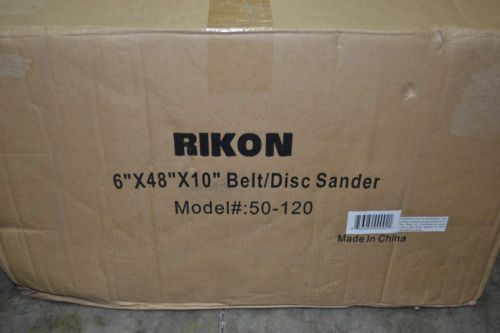 RIKON
6"X48"X10" Belt/Disc Sander
Model#:50-120
Made in China